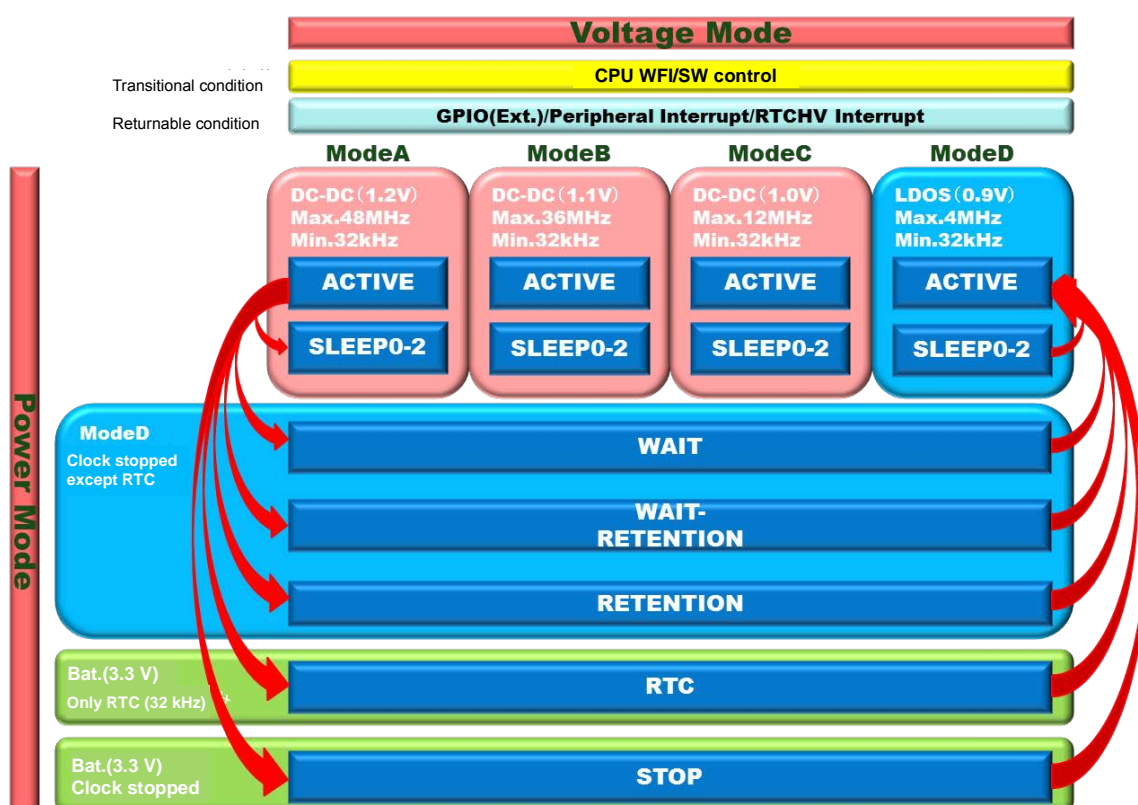 Voltage Mode
Transitional condition
CPU WFI/SW control
Returnable condition
GPIO(Ext.)/Peripheral Interrupt/RTCHV Interrupt
ModeA
ModeB
ModeC
ModeD
DC-DC(1.2V)
Max.48MHz
Min.32kHz
ACTIVE
SLEEP0-2
DC-DC(1.1V)
Max.36MHz
Min.32kHz
ACTIVE
SLEEP0-2
DC-DC(1.0V)
Max.12MHz
Min.32kHz
ACTIVE
SLEEP0-2
LDOS(0.9V)
Max.4MHz
Min.32kHz
ACTIVE
SLEEP0-2
Power Mode
ModeD
Clock stopped
except RTC
WAIT
WAIT-
RETENTION
RETENTION
Bat.(3.3 V)
Only RTC (32 kHz)
RTC
Bat.(3.3 V)
Clock stopped
STOP